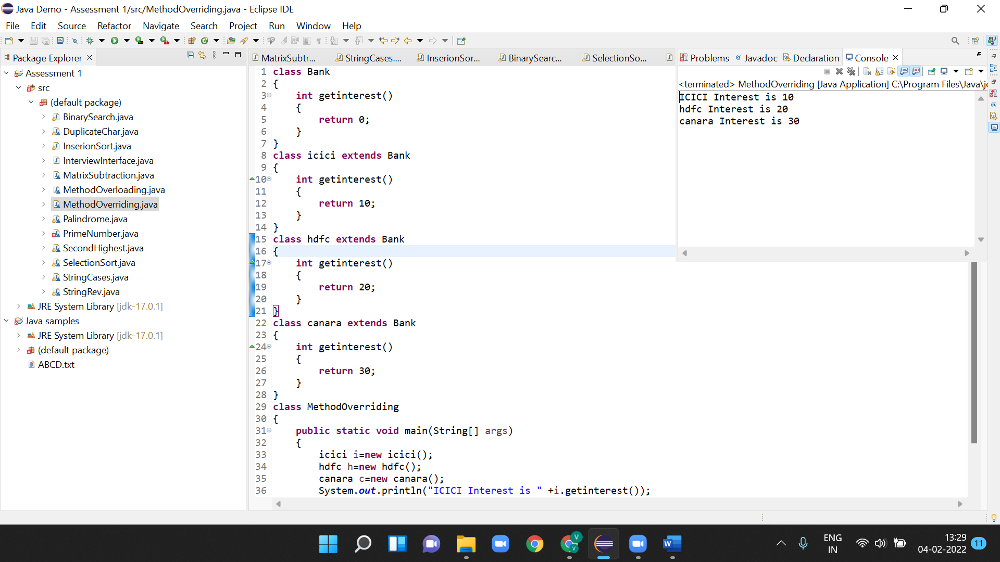 Java Demo - Assessment 1/src/MethodOverriding.java - Eclipse IDE
File Edit Source Refactor Navigate Search Project Run Window Help
Package Explorer
Assessment 1
src
(default package)
BinarySearch.java
DuplicateChar.java
InserionSort.java
InterviewInterface.java
MatrixSubtraction.java
MethodOverloading.java
MethodOverriding.java
Palindrome.java
PrimeNumber.java
SecondHighest.java
SelectionSort.java
StringCases.java
StringRev.java
JRE System Library [jdk-17.0.1]
Java samples
JRE System Library [jdk-17.0.1]
(default package)
ABCD.txt
MatrixSubtr... StringCases.... InserionSor... BinarySearc... SelectionSo...
1 class Bank
2 {
3 int getinterest()
4 {
5 return 0;
6 }
7 }
8 class icici extends Bank
9 {
10 int getinterest()
11 {
12 return 10;
13 }
14 }
15 class hdfc extends Bank
16 {
17 int getinterest()
18 {
19 return 20;
20 }
21 }
22 class canara extends Bank
23 {
24 int getinterest()
25 {
26 return 30;
27 }
28 }
29 class MethodOverriding
30 {
31 public static void main(String[] args)
32 {
33 icici i=new icici();
34 hdfc h=new hdfc();
35 canara c=new canara();
36 System.out.println("ICICI Interest is " +i.getinterest());
Problems @ Javadoc Declaration Console
<terminated> MethodOverriding [Java Application] C:\Program Files\Java\j
ICICI Interest is 10
hdfc Interest is 20
canara Interest is 30
ENG
IN
13:29
04-02-2022
11